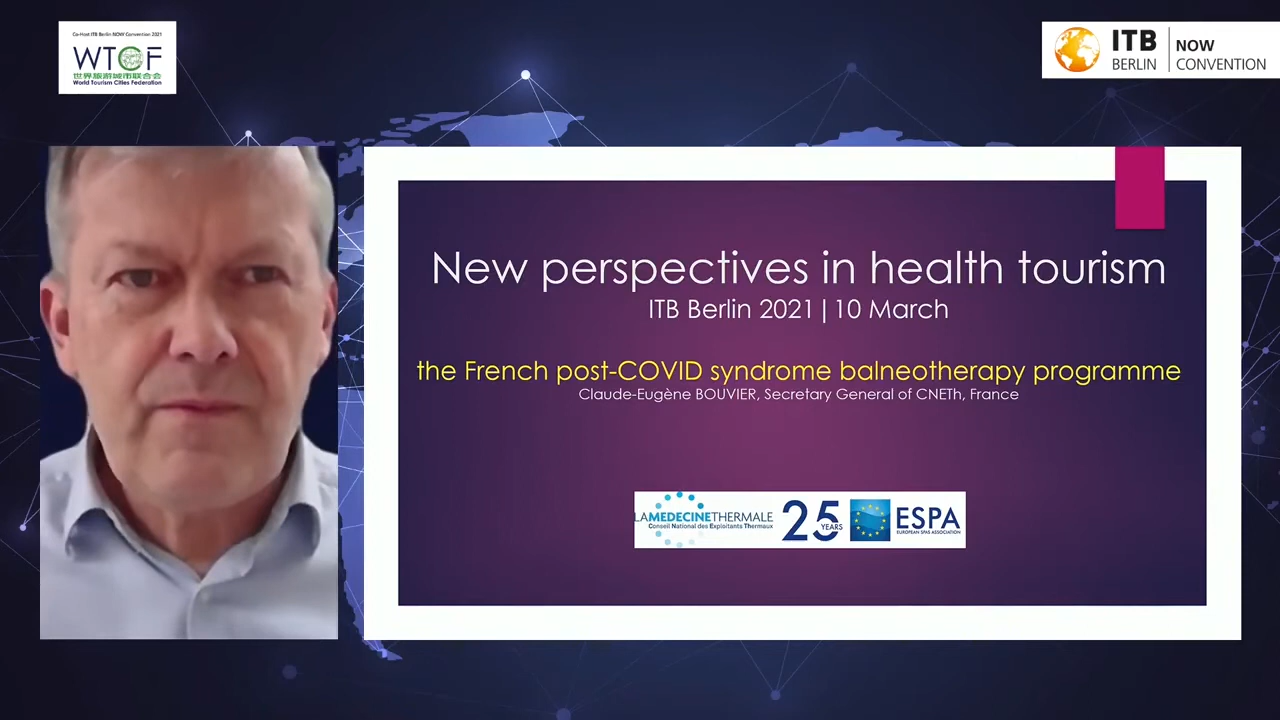 Co-Host ITB Berlin NOW Convention 2021
WTCF
世界旅游城市联合会
World Tourism Cities Federation
ITB
BERLIN
NOW
CONVENTION
New perspectives in health tourism
ITB Berlin 2021|10 March
the French post-COVID syndrome balneotherapy programme
Claude-Eugène BOUVIER, Secretary General of CNETh, France
LAMEDECINETHERMALE
Conseil National des Exploitants Thermaux
25 YEARS
ESPA
EUROPEAN SPAS ASSOCIATION